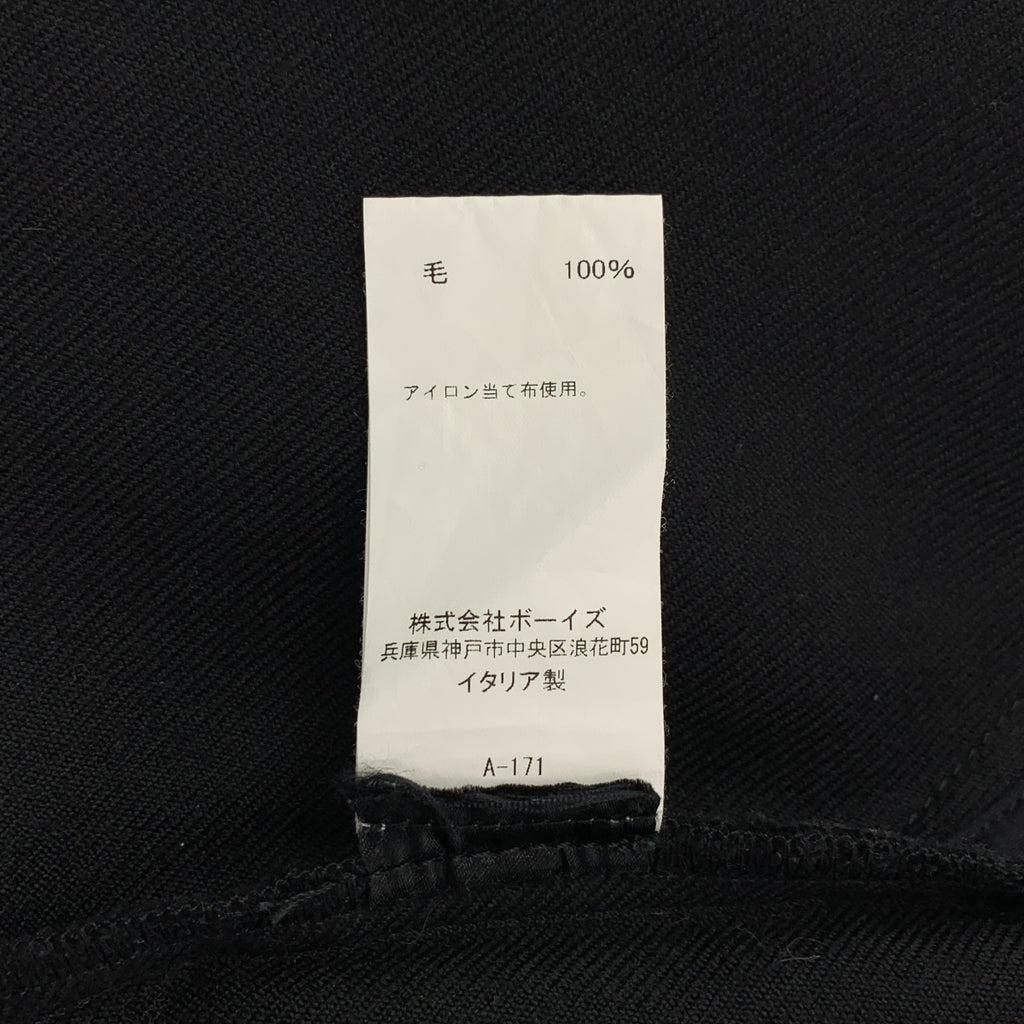 毛 100%
アイロン当て布使用。
株式会社ボーイズ
兵庫県神戸市中央区浪花町59
イタリア製
A-171